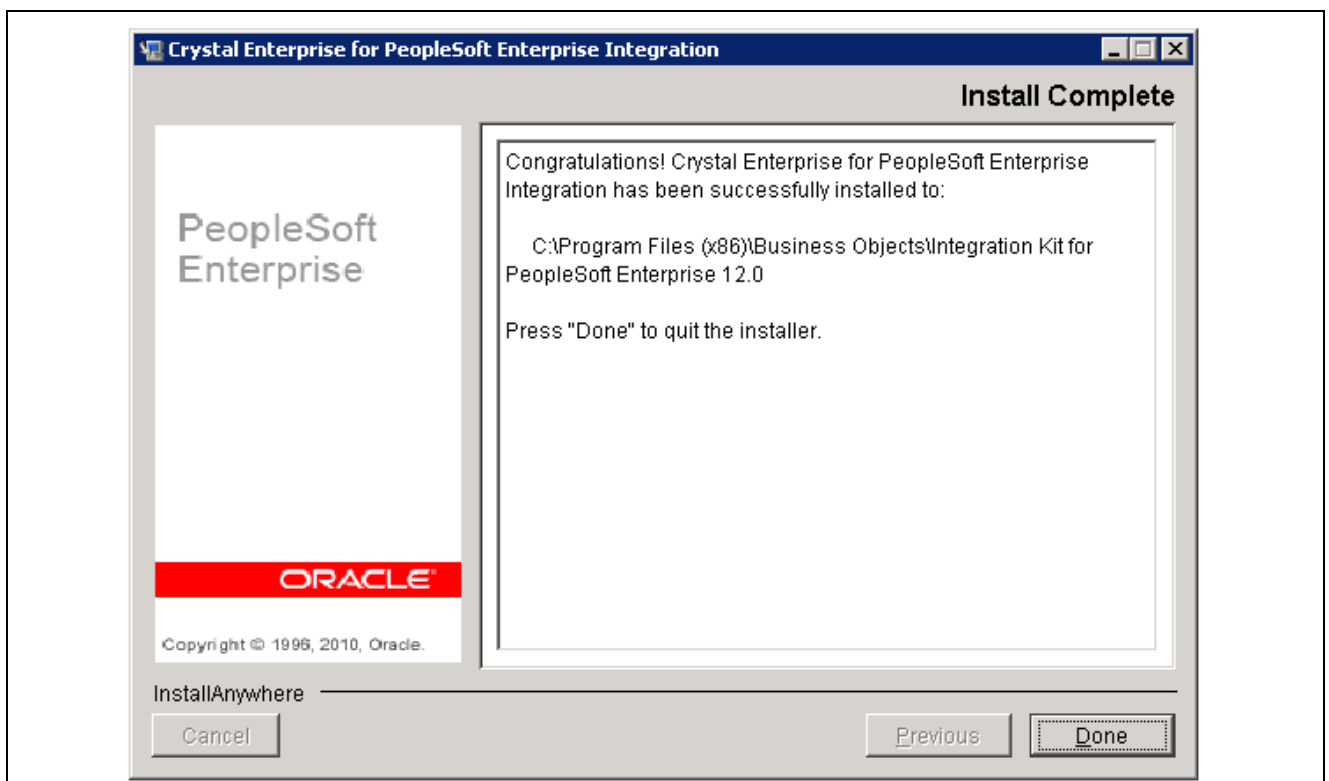 Crystal Enterprise for PeopleSoft Enterprise Integration
Install Complete
PeopleSoft
Enterprise
ORACLE
Copyright © 1996, 2010, Oracle.
Congratulations! Crystal Enterprise for PeopleSoft Enterprise
Integration has been successfully installed to:
C:\Program Files (x86)\Business Objects\Integration Kit for
PeopleSoft Enterprise 12.0
Press "Done" to quit the installer.
InstallAnywhere
Cancel
Previous
Done